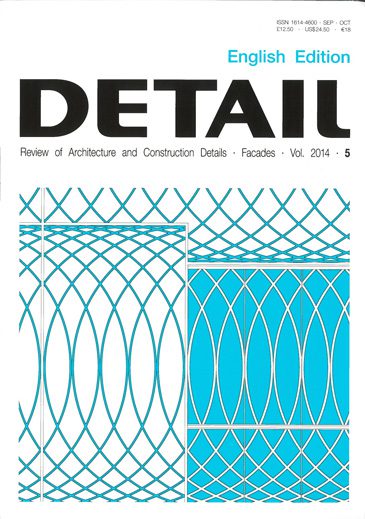 ISSN 1614-4600 · SEP · OCT
£12.50 · US$24.50 · €18
English Edition
DETAIL
Review of Architecture and Construction Details · Facades · Vol. 2014 · 5